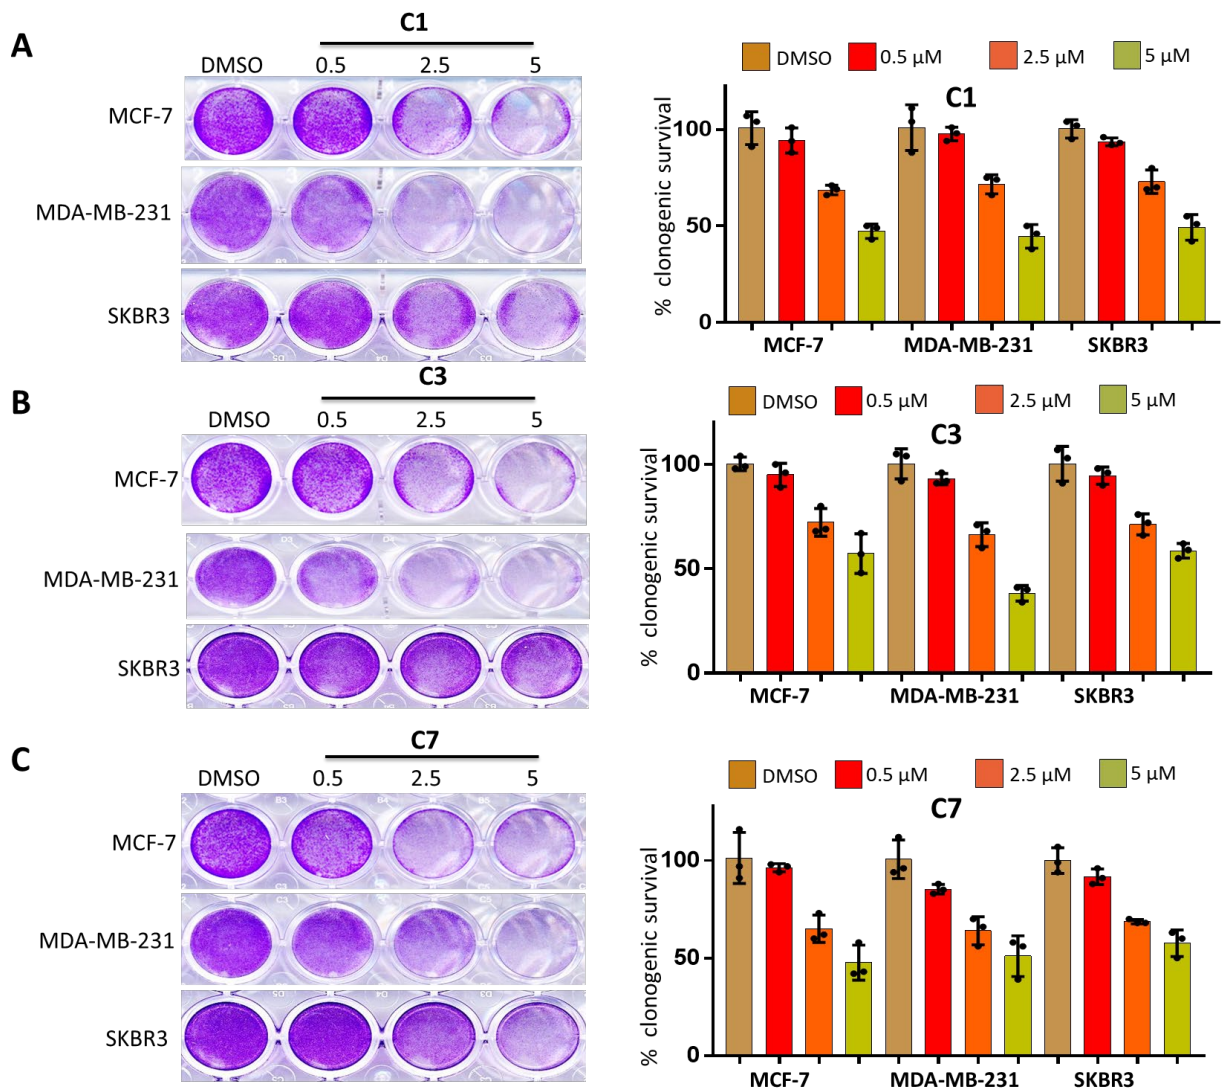 A
C1
DMSO 0.5 2.5 5
MCF-7
MDA-MB-231
SKBR3
DMSO 0.5 µM 2.5 µM 5 µM
C1
% clonogenic survival
100
50
0
MCF-7 MDA-MB-231 SKBR3
B
C3
DMSO 0.5 2.5 5
MCF-7
MDA-MB-231
SKBR3
DMSO 0.5 µM 2.5 µM 5 µM
C3
% clonogenic survival
100
50
0
MCF-7 MDA-MB-231 SKBR3
C
C7
DMSO 0.5 2.5 5
MCF-7
MDA-MB-231
SKBR3
DMSO 0.5 µM 2.5 µM 5 µM
C7
% clonogenic survival
100
50
0
MCF-7 MDA-MB-231 SKBR3